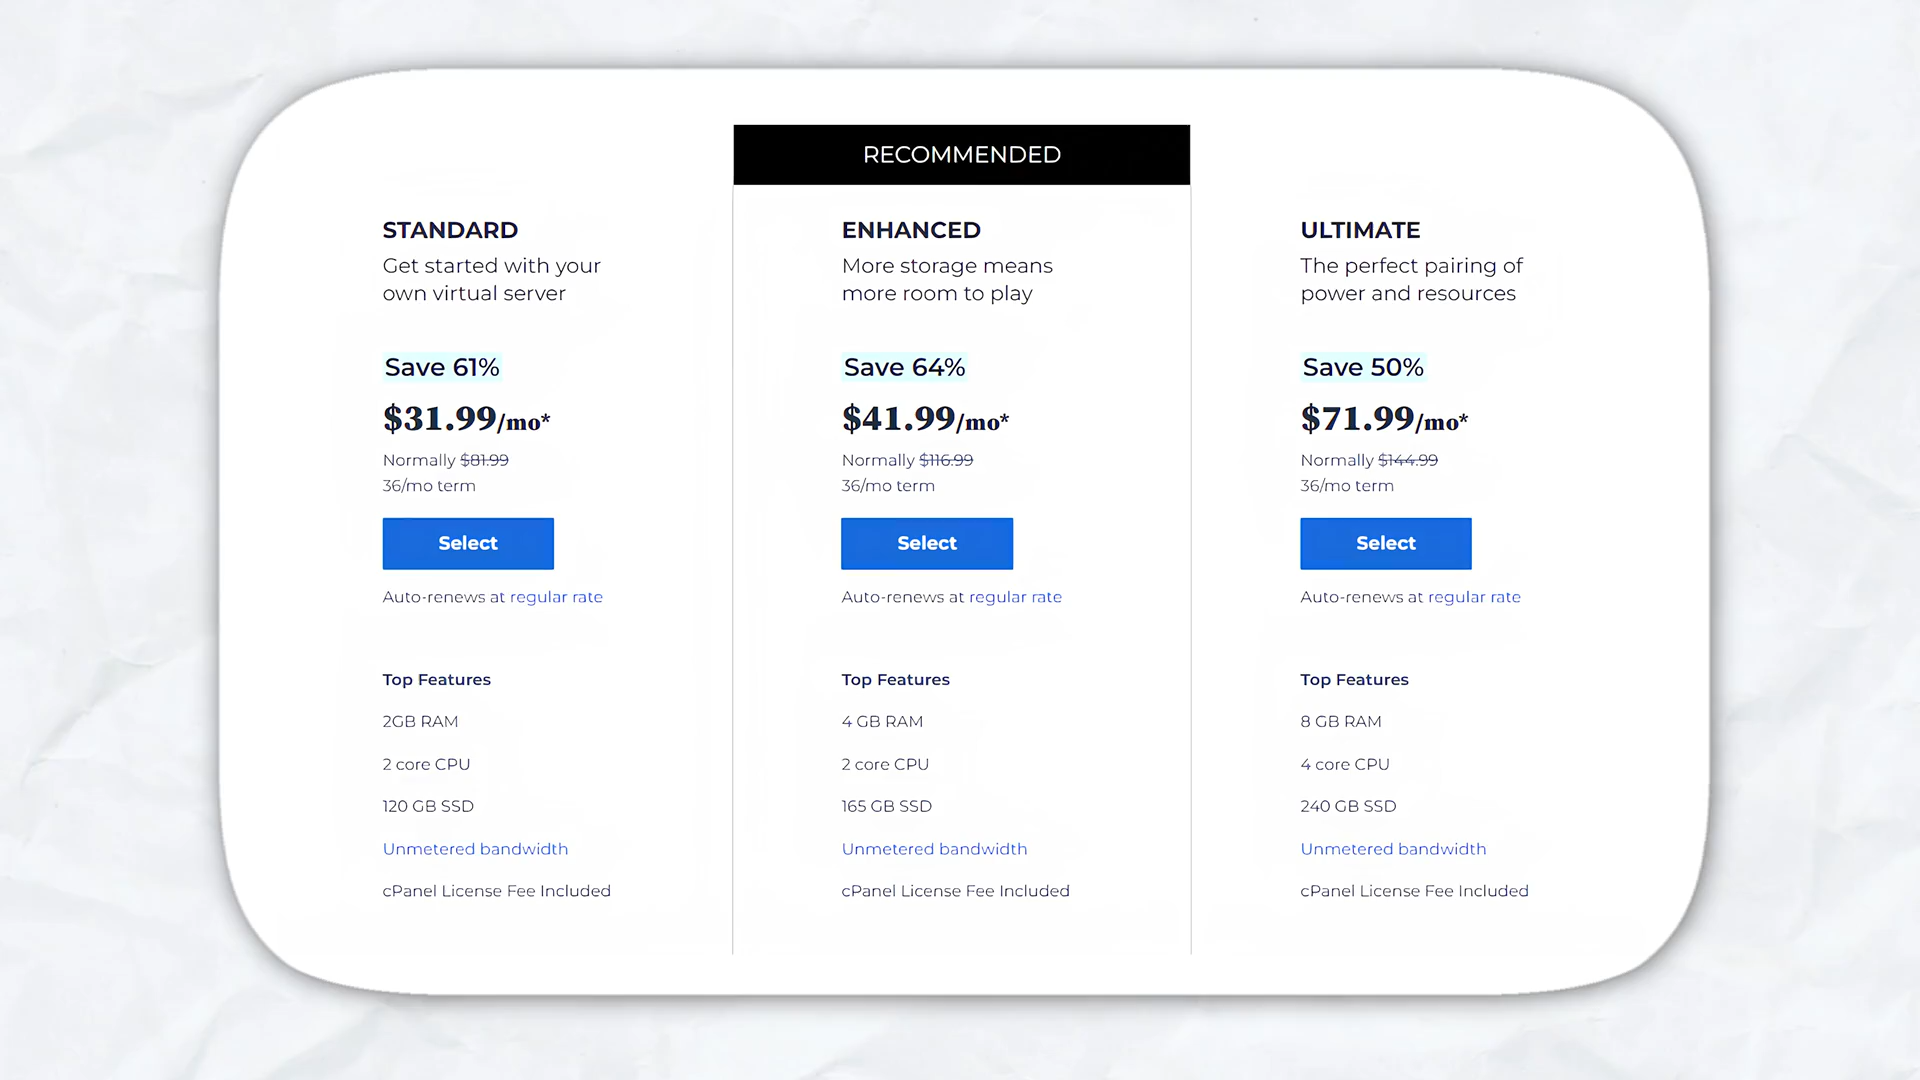 RECOMMENDED
STANDARD
Get started with your
own virtual server
Save 61%
$31.99/mo*
Normally $81.99
36/mo term
Select
Auto-renews at regular rate
Top Features
2GB RAM
2 core CPU
120 GB SSD
Unmetered bandwidth
cPanel License Fee Included
ENHANCED
More storage means
more room to play
Save 64%
$41.99/mo*
Normally $116.99
36/mo term
Select
Auto-renews at regular rate
Top Features
4 GB RAM
2 core CPU
165 GB SSD
Unmetered bandwidth
cPanel License Fee Included
ULTIMATE
The perfect pairing of
power and resources
Save 50%
$71.99/mo*
Normally $144.99
36/mo term
Select
Auto-renews at regular rate
Top Features
8 GB RAM
4 core CPU
240 GB SSD
Unmetered bandwidth
cPanel License Fee Included